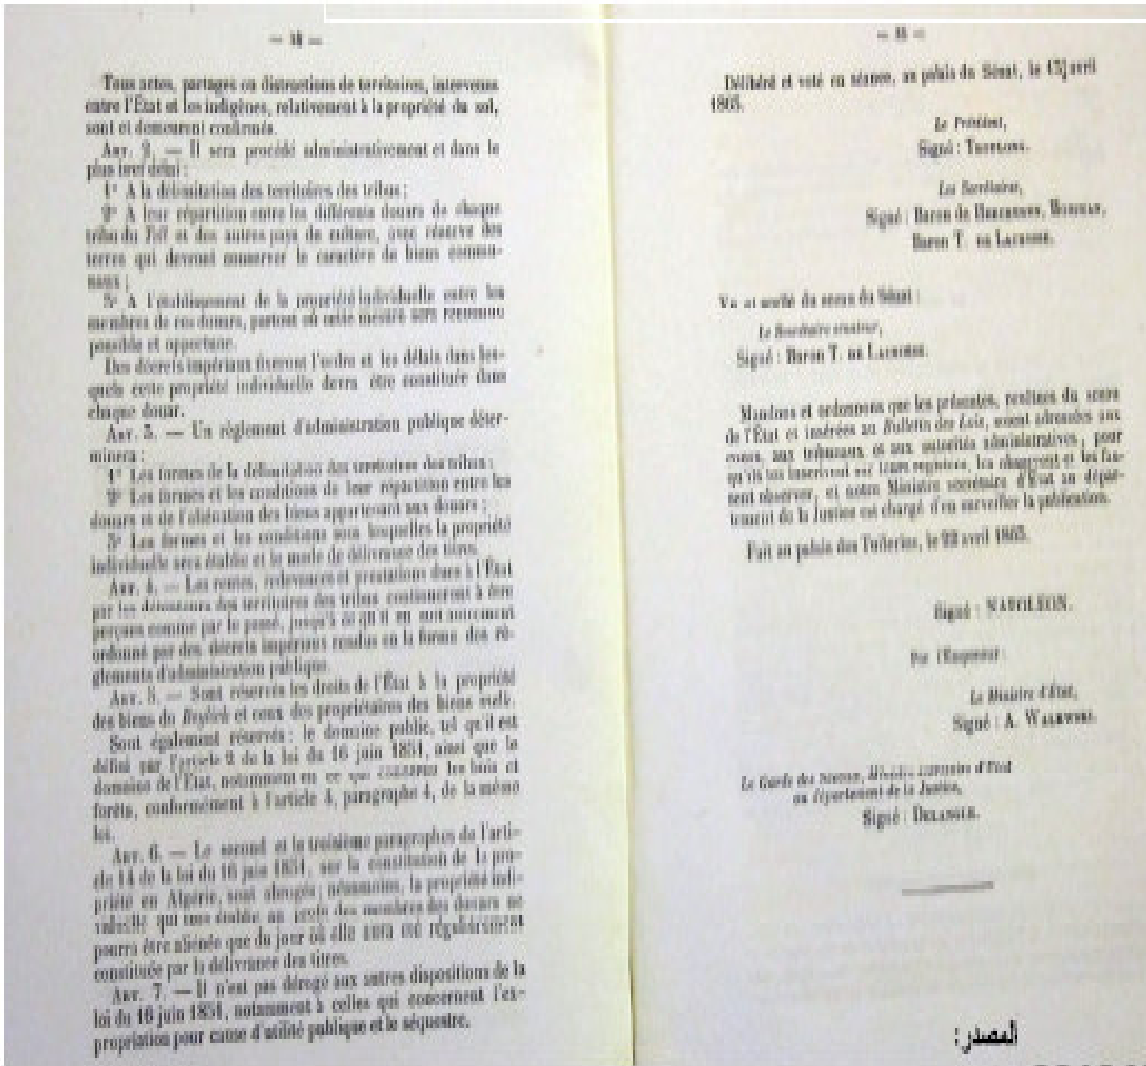 Tous actes, partages ou distractions de territoires, intervenus
entre l'État et les indigènes, relativement à la propriété du sol,
sont et demeurent confirmés.
ART. 2. — Il sera procédé administrativement et dans le
plus bref délai :
1° A la délimitation des territoires des tribus ;
2° A leur répartition entre les différents douars de chaque
tribu du Tell et des autres pays de culture, avec réserve des
terres qui devront conserver le caractère de biens commu-
naux ;
3° A l'établissement de la propriété individuelle entre les
membres de ces douars, partout où cette mesure sera reconnue
possible et opportune.
Des décrets impériaux fixeront l'ordre et les délais dans les-
quels cette propriété individuelle devra être constituée dans
chaque douar.
ART. 3. — Un règlement d'administration publique déter-
minera :
1° Les formes de la délimitation des territoires des tribus ;
2° Les formes et les conditions de leur répartition entre les
douars et de l'aliénation des biens appartenant aux douars ;
3° Les formes et les conditions sous lesquelles la propriété
individuelle sera établie et le mode de délivrance des titres.
ART. 4. — Les rentes, redevances et prestations dues à l'État
par les détenteurs des territoires des tribus continueront à être
perçues comme par le passé, jusqu'à ce qu'il en soit autrement
ordonné par des décrets impériaux rendus en la forme des rè-
glements d'administration publique.
ART. 5. — Sont réservés les droits de l'État à la propriété
des biens du Beylick et ceux des propriétaires des biens melk.
Sont également réservés : le domaine public, tel qu'il est
défini par l'article 2 de la loi du 16 juin 1851, ainsi que le
domaine de l'État, notamment en ce qui concerne les bois et
forêts, conformément à l'article 4, paragraphe 4, de la même
loi.
ART. 6. — Le second et le troisième paragraphes de l'arti-
cle 14 de la loi du 16 juin 1851, sur la constitution de la pro-
priété en Algérie, sont abrogés ; néanmoins, la propriété indi-
viduelle qui sera établie au profit des membres des douars ne
pourra être aliénée que du jour où elle aura été régulièrement
constituée par la délivrance des titres.
ART. 7. — Il n'est pas dérogé aux autres dispositions de la
loi du 16 juin 1851, notamment à celles qui concernent l'ex-
propriation pour cause d'utilité publique et le séquestre.
Délibéré et voté en séance, au palais du Sénat, le 13 avril
1863.
Le Président,
Signé : TROPLONG.
Les Secrétaires,
Signé : Baron de
Baron T. DE LACROSSE.
Vu et scellé du sceau du Sénat :
Le Secrétaire sénateur,
Signé : Baron T. DE LACROSSE.
Mandons et ordonnons que les présentes, revêtues du sceau
de l'État et insérées au Bulletin des Lois, soient adressées aux
cours, aux tribunaux et aux autorités administratives, pour
qu'ils les inscrivent sur leurs registres, les observent et les fas-
sent observer, et notre Ministre secrétaire d'État au dépar-
tement de la Justice est chargé d'en surveiller la publication.
Fait au palais des Tuileries, le 22 avril 1863.
Signé : NAPOLÉON.
Par l'Empereur :
Le Ministre d'État,
Signé : A. WALEWSKI.
Le Garde des Sceaux, Ministre secrétaire d'État
au département de la Justice,
Signé : DELANGLE.
المصدر: